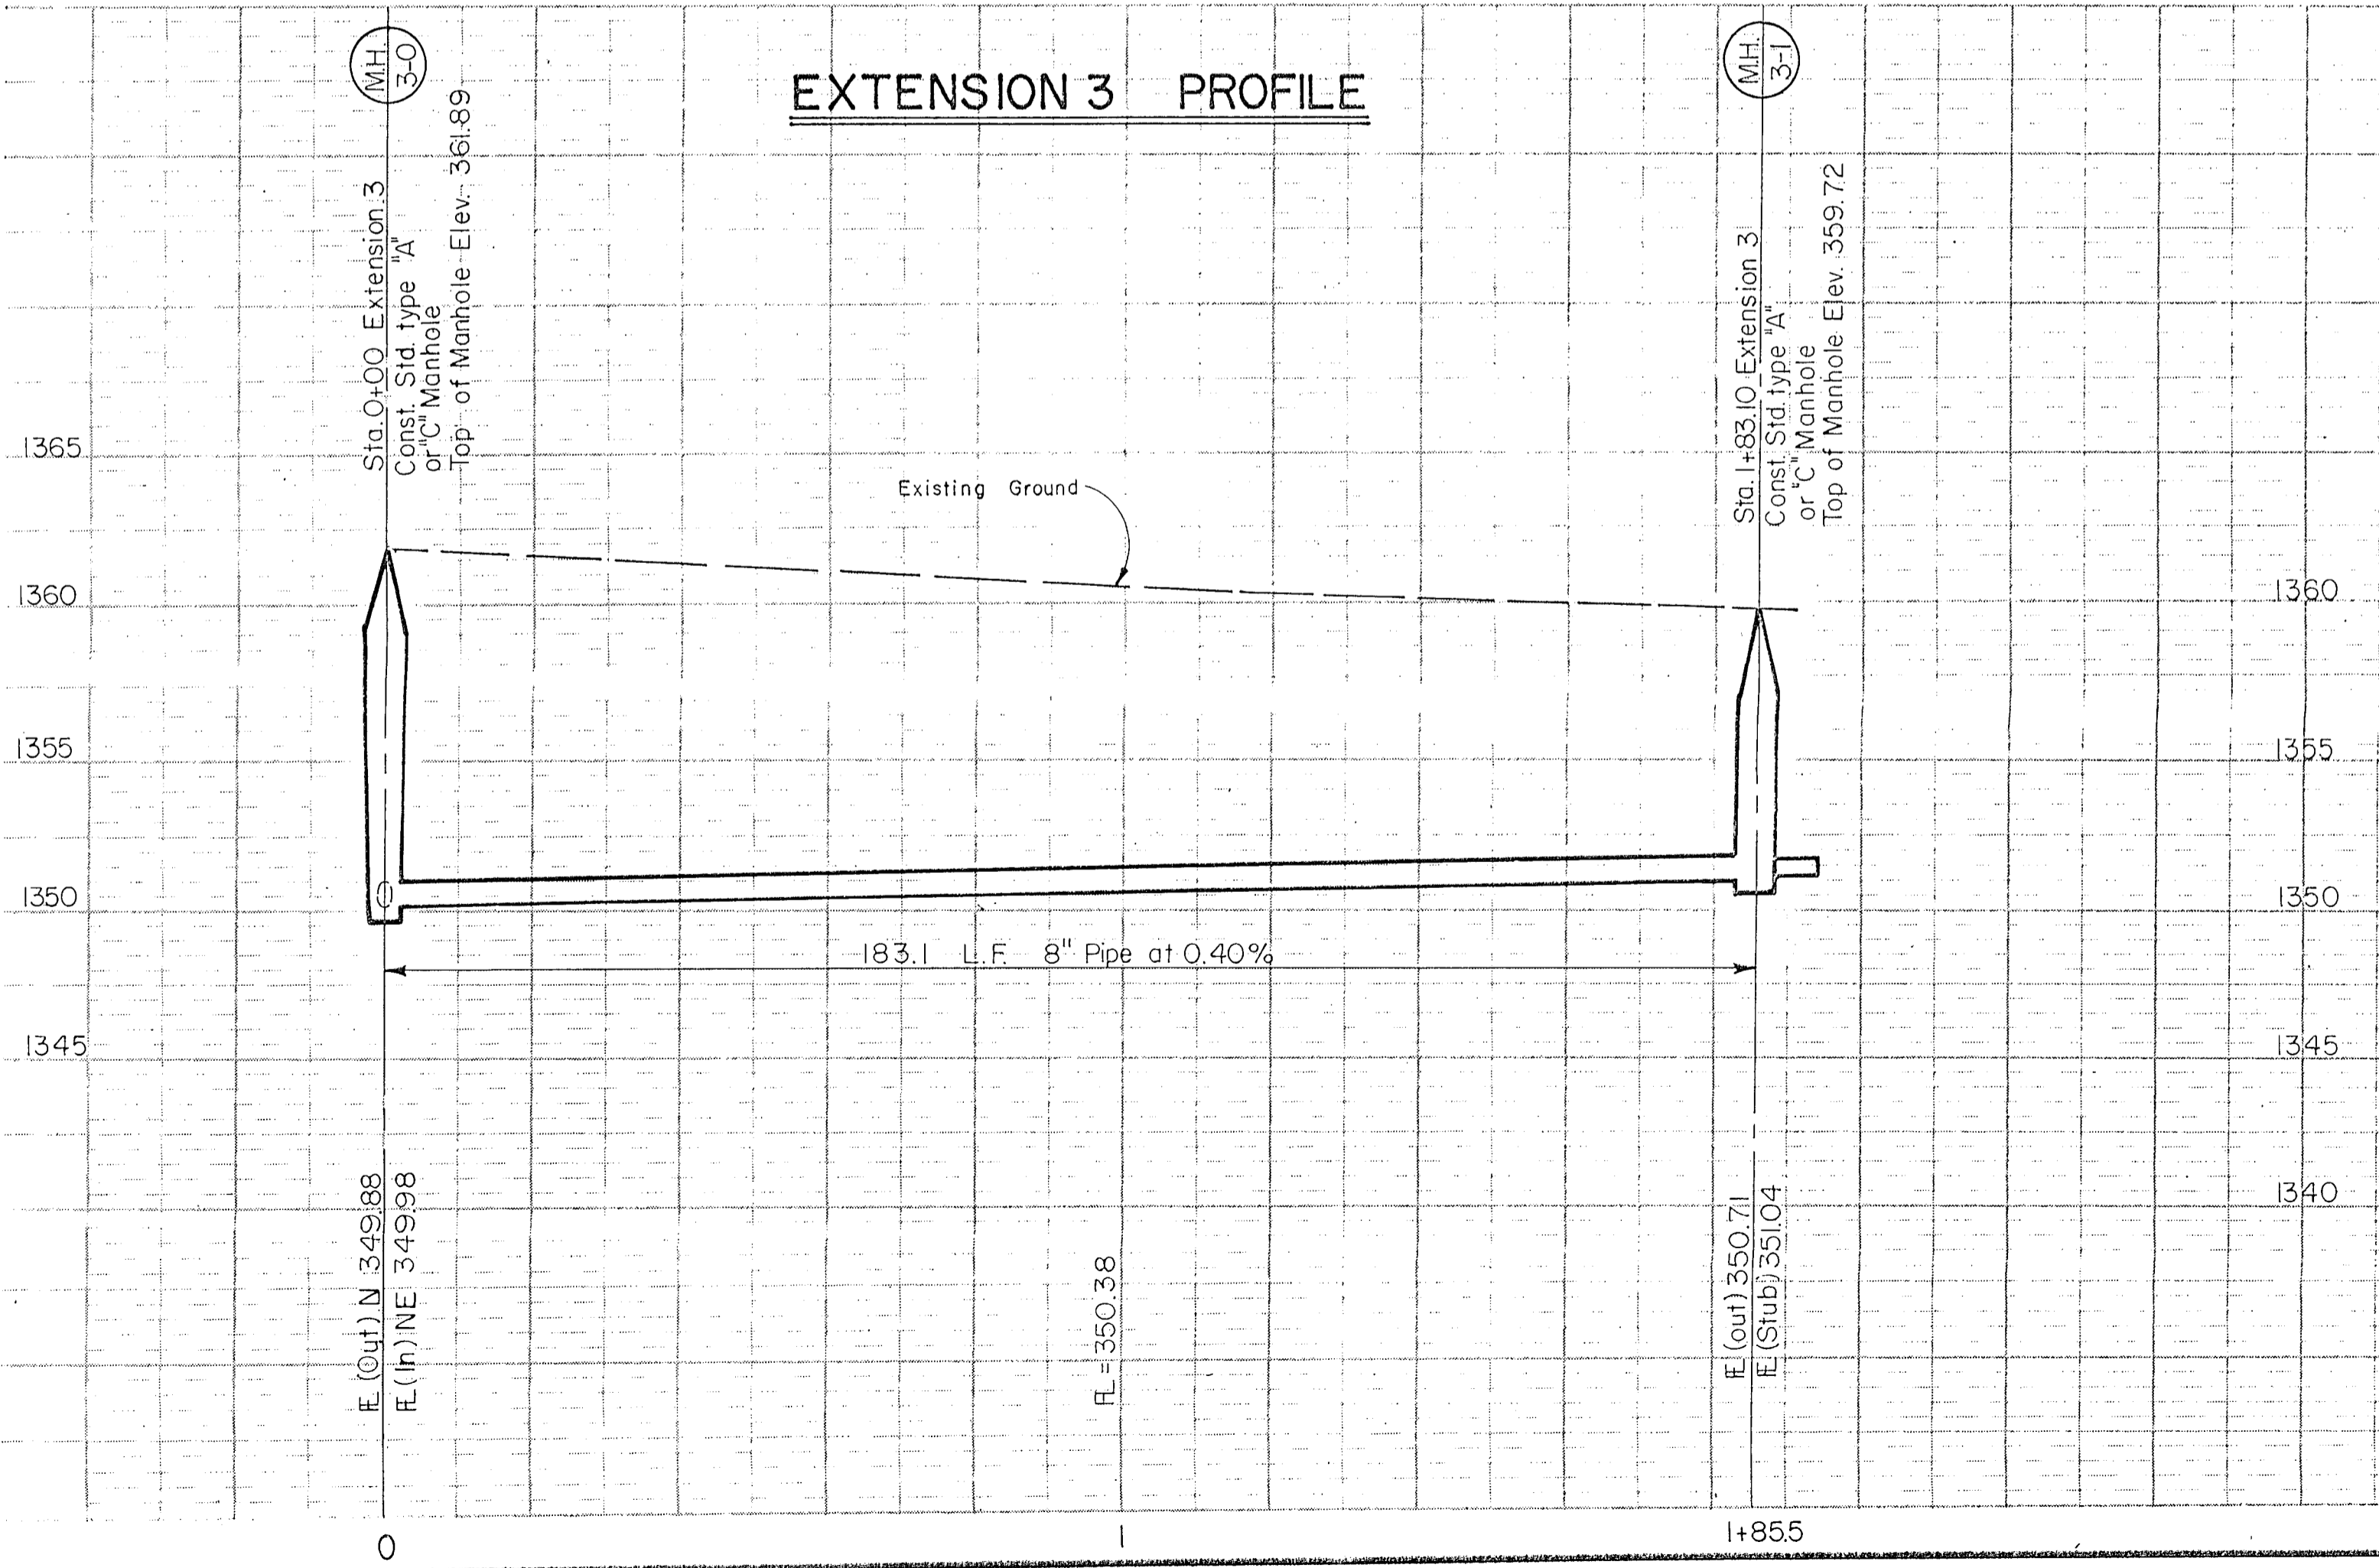 M.H.
3-0
EXTENSION 3 PROFILE
M.H.
3-1
Sta. 0+00 Extension 3
Const. Std. type "A"
or "C" Manhole
Top of Manhole Elev. 361.89
Sta. 1+83.10 Extension 3
Const. Std. type "A"
or "C" Manhole
Top of Manhole Elev. 359.72
1365
Existing Ground
1360
1360
1355
1355
1350
1350
183.1 L.F. 8" Pipe at 0.40%
1345
1345
1340
FL (Out) N 349.88
FL (In) NE 349.98
FL = 350.38
FL (out) 350.71
FL (Stub) 351.04
0
1
1+85.5